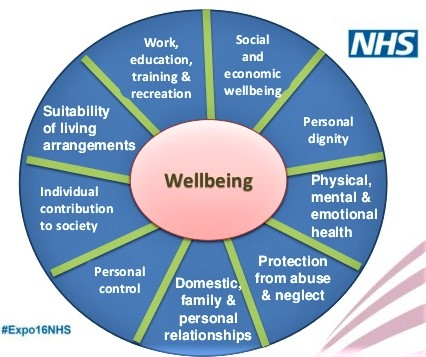 NHS
Work,
education,
training &
recreation
Social
and
economic
wellbeing
Personal
dignity
Physical,
mental &
emotional
health
Protection
from abuse
& neglect
Domestic,
family &
personal
relationships
Personal
control
Individual
contribution
to society
Suitability
of living
arrangements
Wellbeing
#Expo16NHS